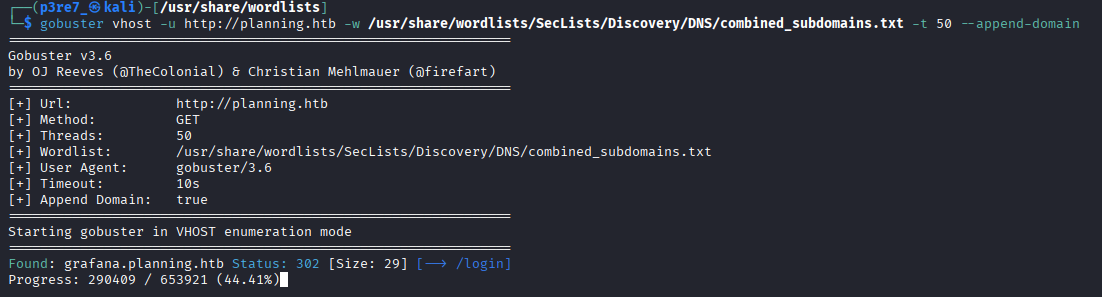 ┌──(p3re7_㉿kali)-[/usr/share/wordlists]
└─$ gobuster vhost -u http://planning.htb -w /usr/share/wordlists/SecLists/Discovery/DNS/combined_subdomains.txt -t 50 --append-domain
===============================================================
Gobuster v3.6
by OJ Reeves (@TheColonial) & Christian Mehlmauer (@firefart)
===============================================================
[+] Url:             http://planning.htb
[+] Method:          GET
[+] Threads:         50
[+] Wordlist:        /usr/share/wordlists/SecLists/Discovery/DNS/combined_subdomains.txt
[+] User Agent:      gobuster/3.6
[+] Timeout:         10s
[+] Append Domain:   true
===============================================================
Starting gobuster in VHOST enumeration mode
===============================================================
Found: grafana.planning.htb Status: 302 [Size: 29] [--> /login]
Progress: 290409 / 653921 (44.41%)